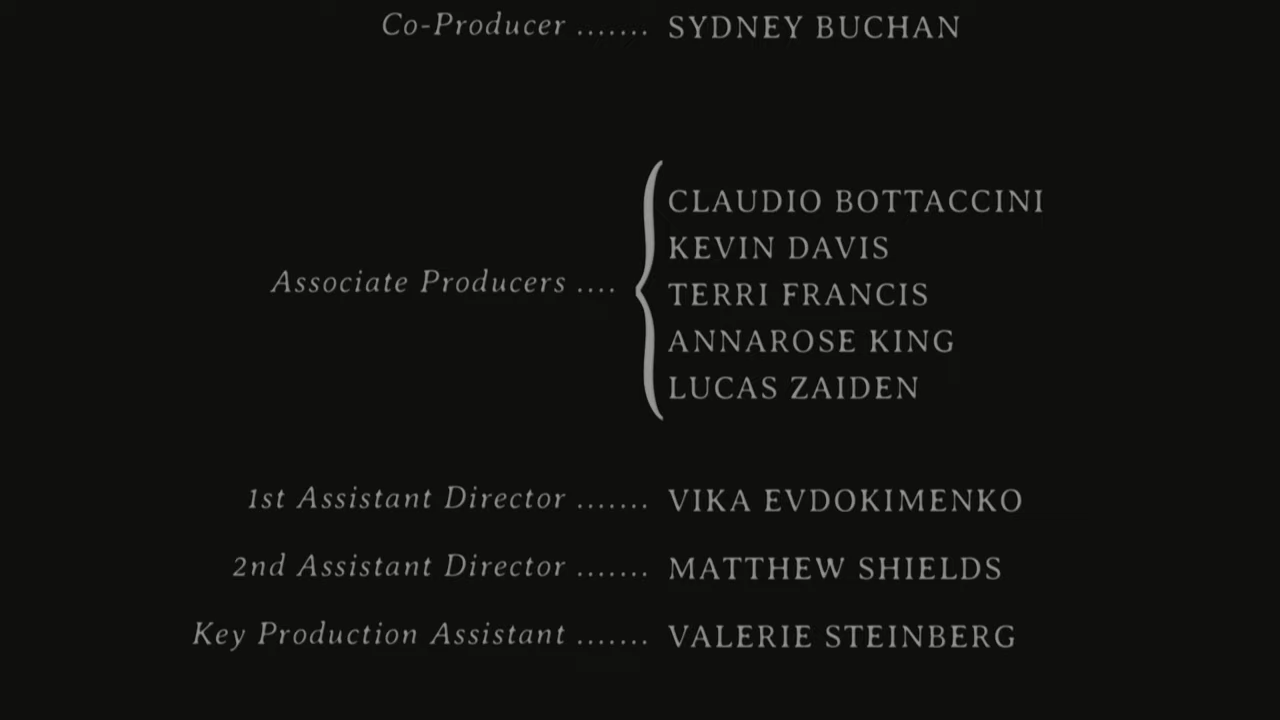 Co-Producer ....... SYDNEY BUCHAN
CLAUDIO BOTTACCINI
KEVIN DAVIS
Associate Producers .... TERRI FRANCIS
ANNAROSE KING
LUCAS ZAIDEN
1st Assistant Director ....... VIKA EVDOKIMENKO
2nd Assistant Director ....... MATTHEW SHIELDS
Key Production Assistant ....... VALERIE STEINBERG